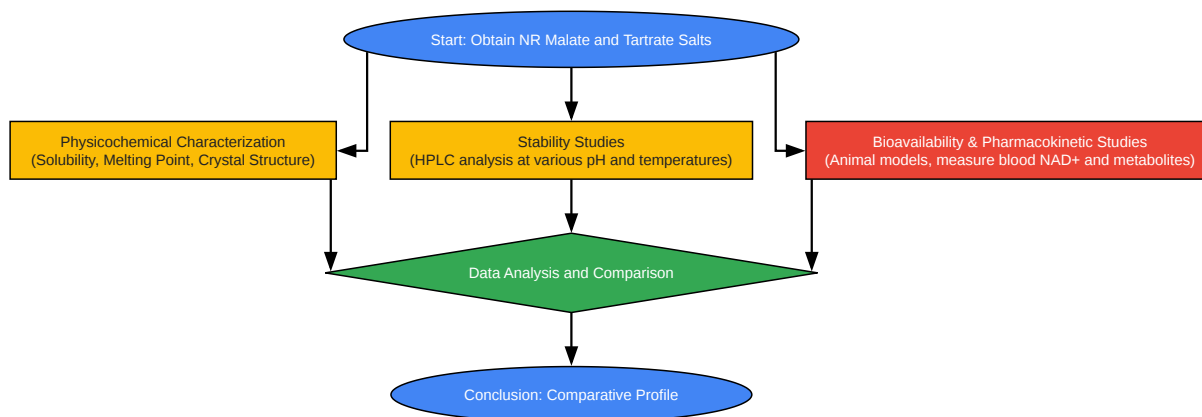 Start: Obtain NR Malate and Tartrate Salts
Physicochemical Characterization
(Solubility, Melting Point, Crystal Structure)
Stability Studies
(HPLC analysis at various pH and temperatures)
Bioavailability & Pharmacokinetic Studies
(Animal models, measure blood NAD+ and metabolites)
Data Analysis and Comparison
Conclusion: Comparative Profile